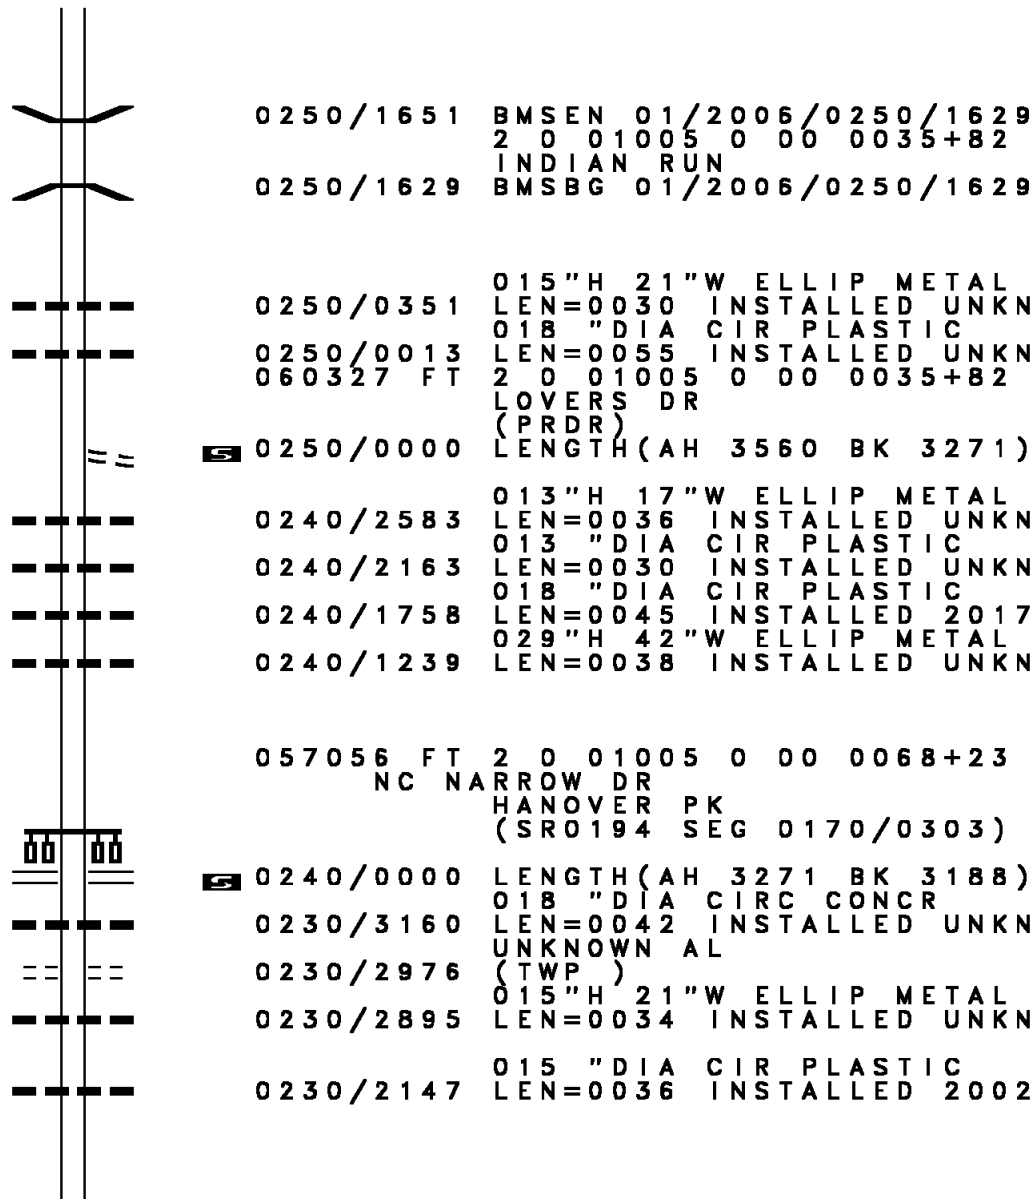 0250/1651 BMSEN 01/2006/0250/1629
2 0 01005 0 00 0035+82
INDIAN RUN
0250/1629 BMSBG 01/2006/0250/1629
015"H 21"W ELLIP METAL
0250/0351 LEN=0030 INSTALLED UNKN
018 "DIA CIR PLASTIC
0250/0013 LEN=0055 INSTALLED UNKN
060327 FT 2 0 01005 0 00 0035+82
LOVERS DR
(PRDR)
S 0250/0000 LENGTH(AH 3560 BK 3271)
013"H 17"W ELLIP METAL
0240/2583 LEN=0036 INSTALLED UNKN
013 "DIA CIR PLASTIC
0240/2163 LEN=0030 INSTALLED UNKN
018 "DIA CIR PLASTIC
0240/1758 LEN=0045 INSTALLED 2017
029"H 42"W ELLIP METAL
0240/1239 LEN=0038 INSTALLED UNKN
057056 FT 2 0 01005 0 00 0068+23
NC NARROW DR
HANOVER PK
(SR0194 SEG 0170/0303)
S 0240/0000 LENGTH(AH 3271 BK 3188)
018 "DIA CIRC CONCR
0230/3160 LEN=0042 INSTALLED UNKN
UNKNOWN AL
0230/2976 (TWP )
015"H 21"W ELLIP METAL
0230/2895 LEN=0034 INSTALLED UNKN
015 "DIA CIR PLASTIC
0230/2147 LEN=0036 INSTALLED 2002